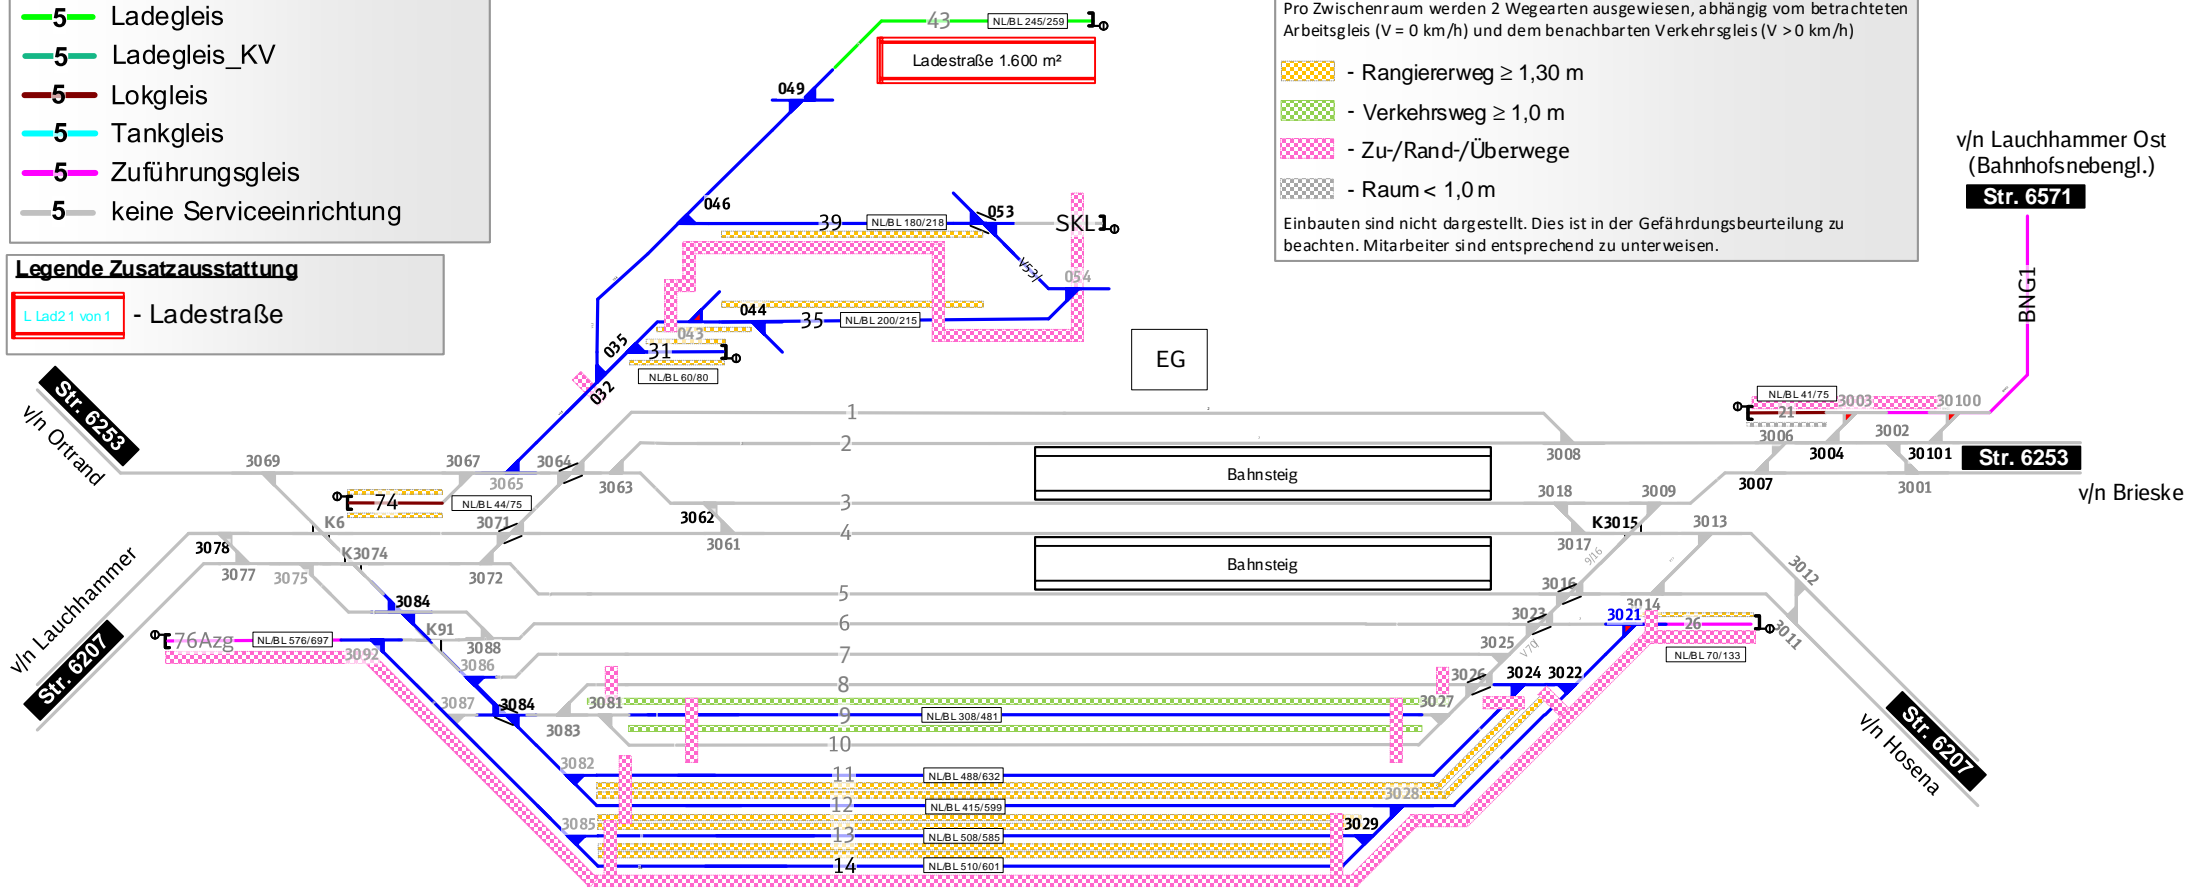 5 Ladegleis
5 Ladegleis_KV
5 Lokgleis
5 Tankgleis
5 Zuführungsgleis
5 keine Serviceeinrichtung
Legende Zusatzausstattung
L Lad2 1 von 1 - Ladestraße
Pro Zwischenraum werden 2 Wegearten ausgewiesen, abhängig vom betrachteten
Arbeitsgleis (V = 0 km/h) und dem benachbarten Verkehrsgleis (V > 0 km/h)
- Rangiererweg ≥ 1,30 m
- Verkehrsweg ≥ 1,0 m
- Zu-/Rand-/Überwege
- Raum < 1,0 m
Einbauten sind nicht dargestellt. Dies ist in der Gefährdungsbeurteilung zu
beachten. Mitarbeiter sind entsprechend zu unterweisen.
43 NL/BL 245/259
Ladestraße 1.600 m²
049
046
39 NL/BL 180/218 053
SKL1
V53/
054
044
35 NL/BL 200/215
043
035
31
NL/BL 60/80
032
EG
v/n Lauchhammer Ost
(Bahnhofsnebengl.)
Str. 6571
BNG1
NL/BL 41/75
21
3003
30100
3006
3002
3004
30101
Str. 6253
3007
3001
v/n Brieske
Str. 6253
v/n Ortrand
3069
3067
3065
3064
3063
74 NL/BL 44/75
K6
3071
3062
3061
1
2
3
4
Bahnsteig
Bahnsteig
3008
3018
3009
K3015
3013
3017
9/16
3078
3077
3075
K3074
3072
v/n Lauchhammer
Str. 6207
5
6
7
8
9 NL/BL 308/481
10
11 NL/BL 488/632
12 NL/BL 415/599
13 NL/BL 508/585
14 NL/BL 510/601
3084
K91
3088
3086
76Azg NL/BL 576/697
3092
3087
3084
3083
3081
3082
3085
3016
3023
3025
V70
3026
3027
3024
3022
3021
3014
26
NL/BL 70/133
3012
3011
3028
3029
Str. 6207
v/n Hosena